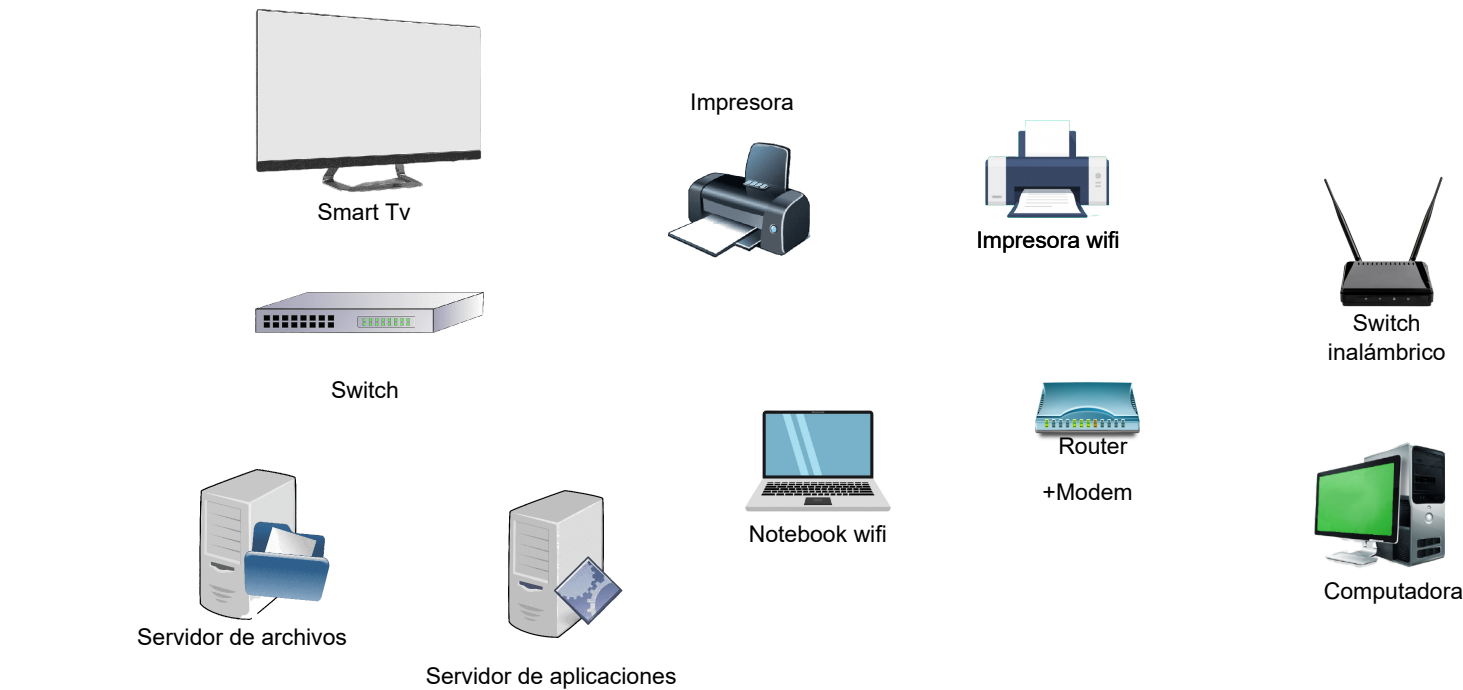 Impresora
Smart Tv
Impresora wifi
Switch
inalámbrico
Switch
Router
+Modem
Notebook wifi
Computadora
Servidor de archivos
Servidor de aplicaciones